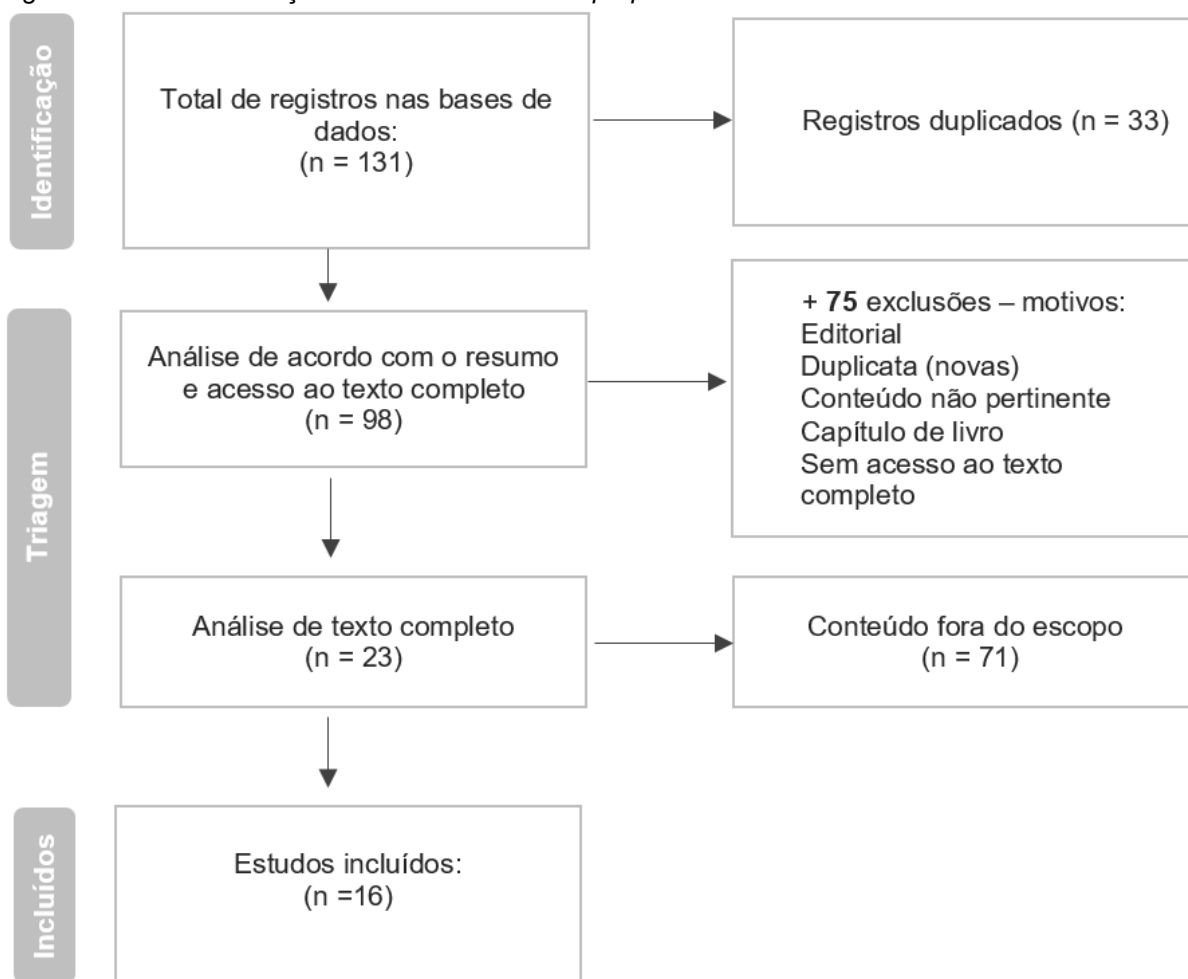 Identificação
Total de registros nas bases de
dados:
(n = 131)
Registros duplicados (n = 33)
Triagem
Análise de acordo com o resumo
e acesso ao texto completo
(n = 98)
+ 75 exclusões – motivos:
Editorial
Duplicata (novas)
Conteúdo não pertinente
Capítulo de livro
Sem acesso ao texto
completo
Análise de texto completo
(n = 23)
Conteúdo fora do escopo
(n = 71)
Incluídos
Estudos incluídos:
(n =16)